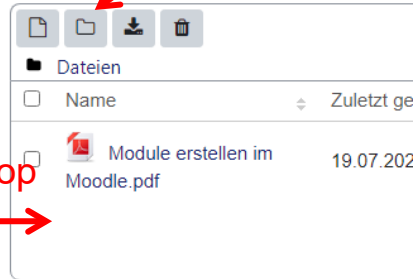 Dateien
Name Zuletzt ge
Module erstellen im
Moodle.pdf
19.07.202
op